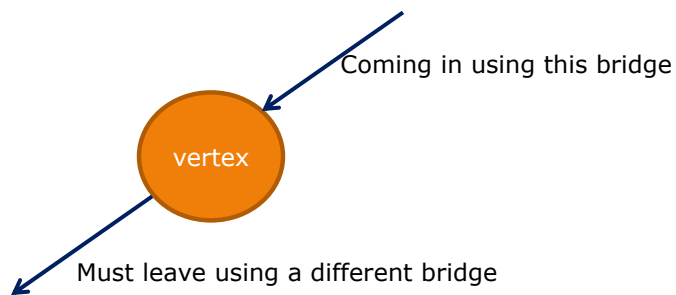 Coming in using this bridge
vertex
Must leave using a different bridge